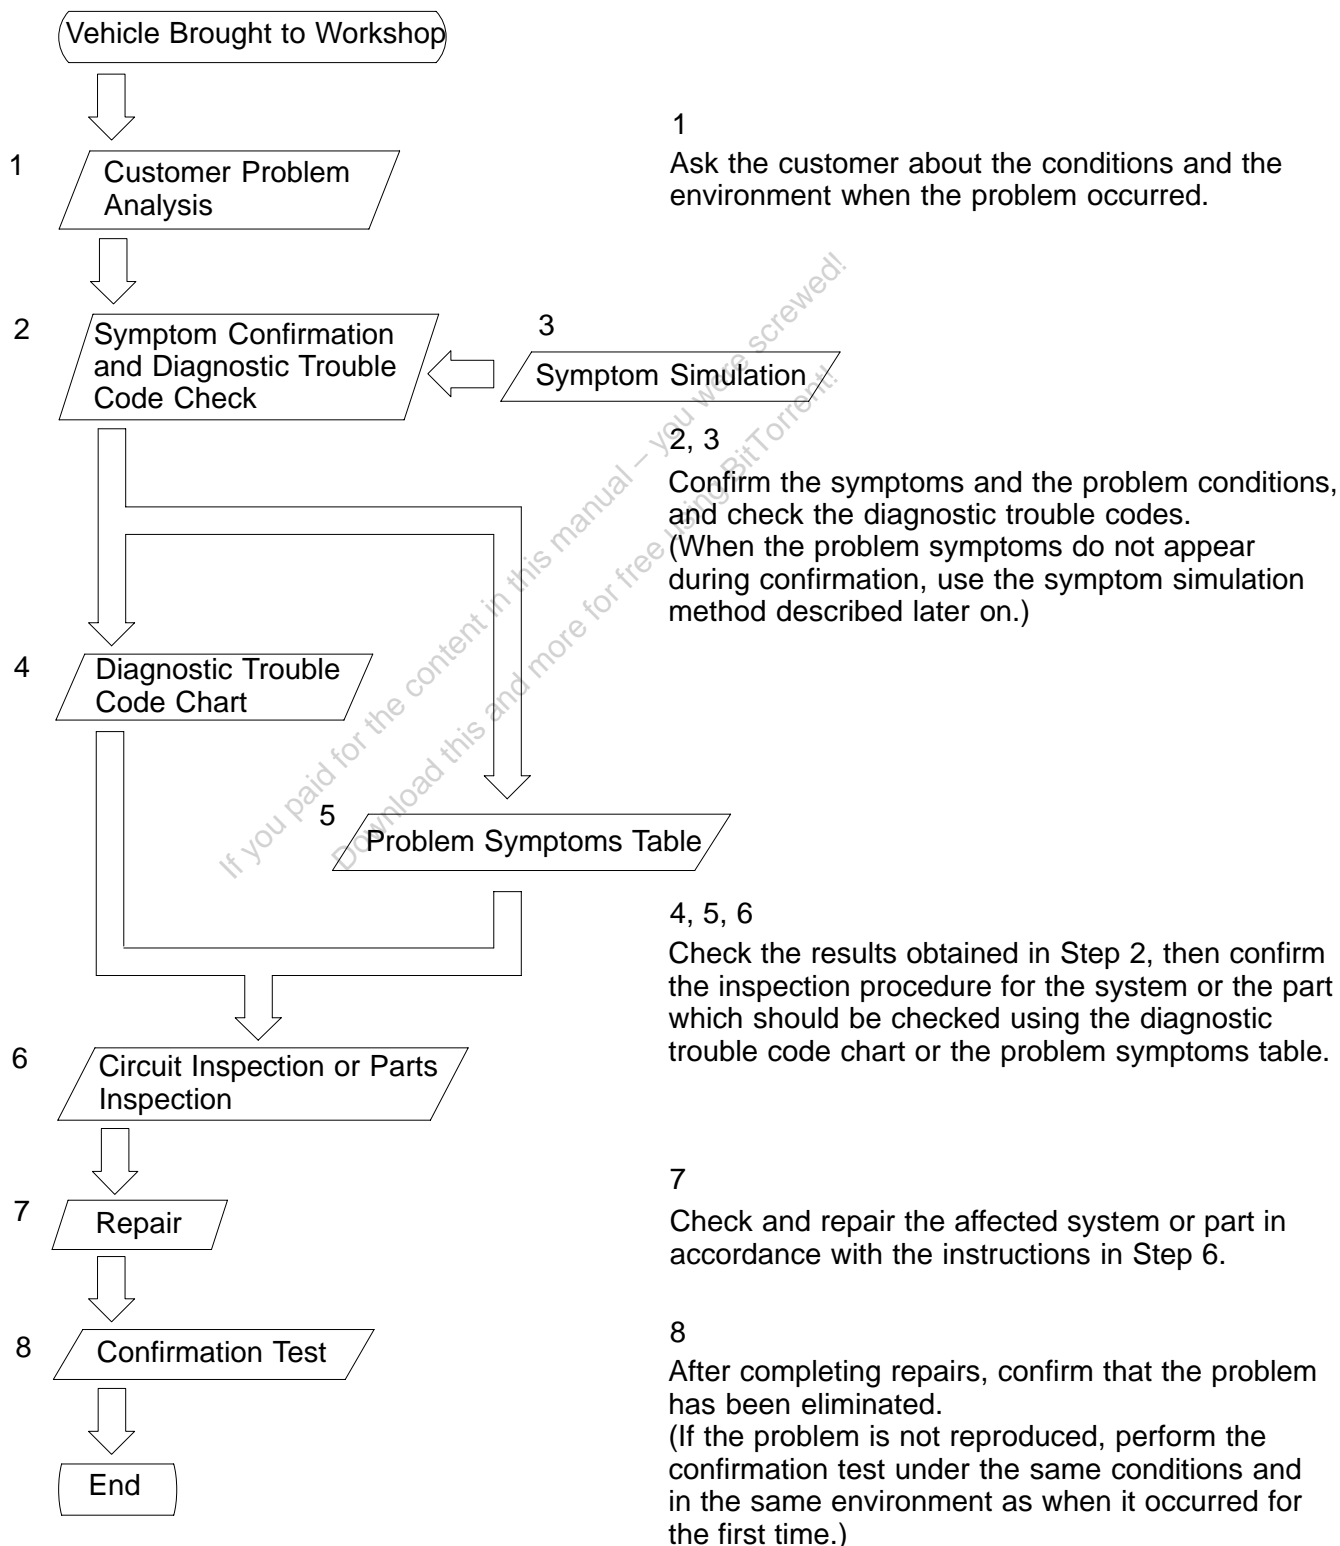 Vehicle Brought to Workshop
1
Customer Problem
Analysis
1
Ask the customer about the conditions and the
environment when the problem occurred.
2
Symptom Confirmation
and Diagnostic Trouble
Code Check
3
Symptom Simulation
2, 3
Confirm the symptoms and the problem conditions,
and check the diagnostic trouble codes.
(When the problem symptoms do not appear
during confirmation, use the symptom simulation
method described later on.)
If you paid for the content in this manual – you were screwed!
Download this and more for free using BitTorrent!
4
Diagnostic Trouble
Code Chart
5
Problem Symptoms Table
4, 5, 6
Check the results obtained in Step 2, then confirm
the inspection procedure for the system or the part
which should be checked using the diagnostic
trouble code chart or the problem symptoms table.
6
Circuit Inspection or Parts
Inspection
7
Repair
7
Check and repair the affected system or part in
accordance with the instructions in Step 6.
8
Confirmation Test
8
After completing repairs, confirm that the problem
has been eliminated.
(If the problem is not reproduced, perform the
confirmation test under the same conditions and
in the same environment as when it occurred for
the first time.)
End